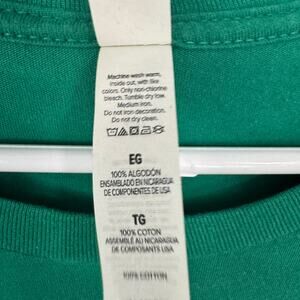 Machine wash warm,
inside out, with like
colors. Only non-chlorine
bleach. Tumble dry low.
Medium iron.
Do not iron decoration.
Do not dry clean.
EG
100% ALGODÓN
ENSAMBLADO EN NICARAGUA
DE COMPONENTES DE USA
TG
100% COTON
ASSEMBLÉ AU NICARAGUA
DE COMPOSANTS USA
100% COTTON